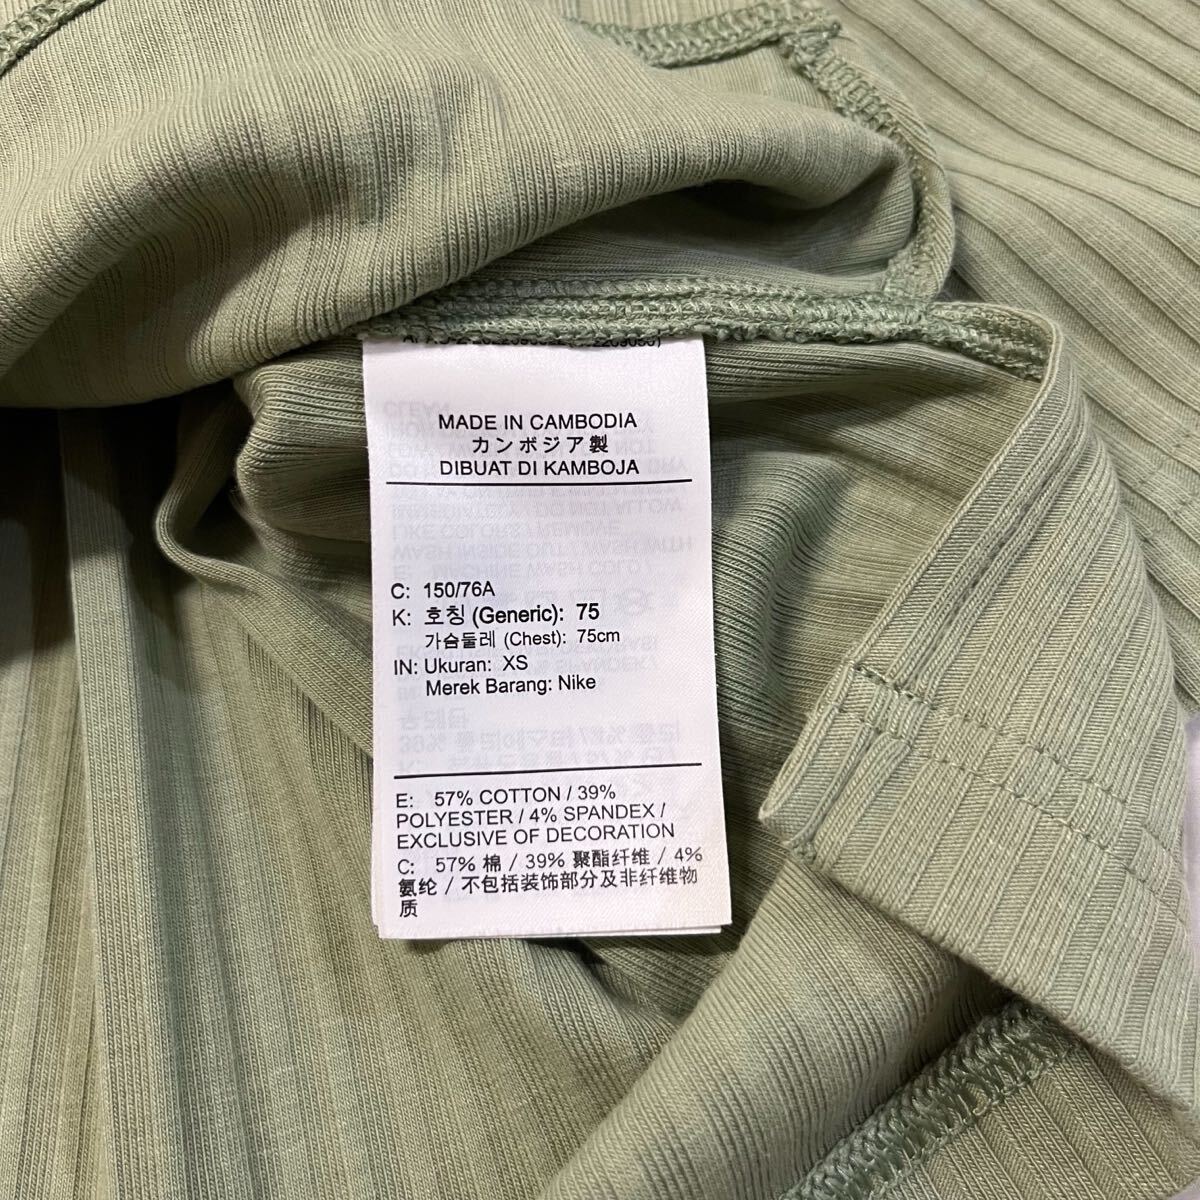 MADE IN CAMBODIA
カンボジア製
DIBUAT DI KAMBOJA
C: 150/76A
K: 호칭 (Generic): 75
가슴둘레 (Chest): 75cm
IN: Ukuran: XS
Merek Barang: Nike
E: 57% COTTON / 39%
POLYESTER / 4% SPANDEX /
EXCLUSIVE OF DECORATION
C: 57% 棉 / 39% 聚酯纤维 / 4%
氨纶 / 不包括装饰部分及非纤维物
质